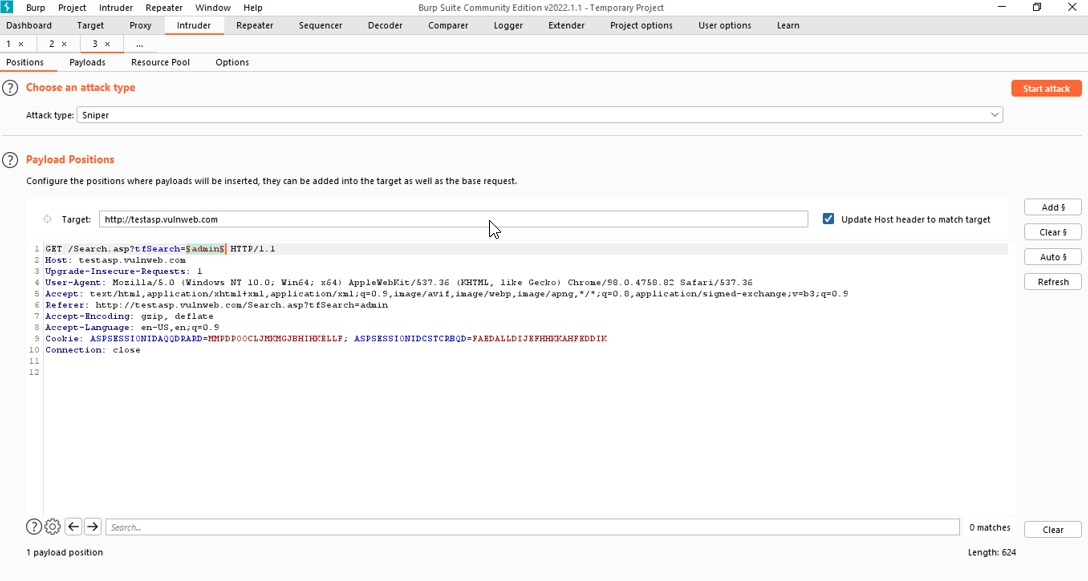 Burp Project Intruder Repeater Window Help Burp Suite Community Edition v2022.1.1 - Temporary Project
Dashboard Target Proxy Intruder Repeater Sequencer Decoder Comparer Logger Extender Project options User options Learn
1 × 2 × 3 × ...
Positions Payloads Resource Pool Options
? Choose an attack type Start attack
Attack type: Sniper
? Payload Positions
Configure the positions where payloads will be inserted, they can be added into the target as well as the base request.
Add §
Target: http://testasp.vulnweb.com Update Host header to match target
Clear §
1 GET /Search.asp?tfSearch=§admin§ HTTP/1.1
2 Host: testasp.vulnweb.com
Auto §
3 Upgrade-Insecure-Requests: 1
4 User-Agent: Mozilla/5.0 (Windows NT 10.0; Win64; x64) AppleWebKit/537.36 (KHTML, like Gecko) Chrome/98.0.4758.82 Safari/537.36
Refresh
5 Accept: text/html,application/xhtml+xml,application/xml;q=0.9,image/avif,image/webp,image/apng,*/*;q=0.8,application/signed-exchange;v=b3;q=0.9
6 Referer: http://testasp.vulnweb.com/Search.asp?tfSearch=admin
7 Accept-Encoding: gzip, deflate
8 Accept-Language: en-US,en;q=0.9
9 Cookie: ASPSESSIONIDAQQDRARD=MMPDPOOCLJMKMGJBHIHKELLF; ASPSESSIONIDCSTCRBQD=FAEDALLDIJEFHHKKAHFEDDIK
10 Connection: close
11
12
? Search... 0 matches Clear
1 payload position Length: 624